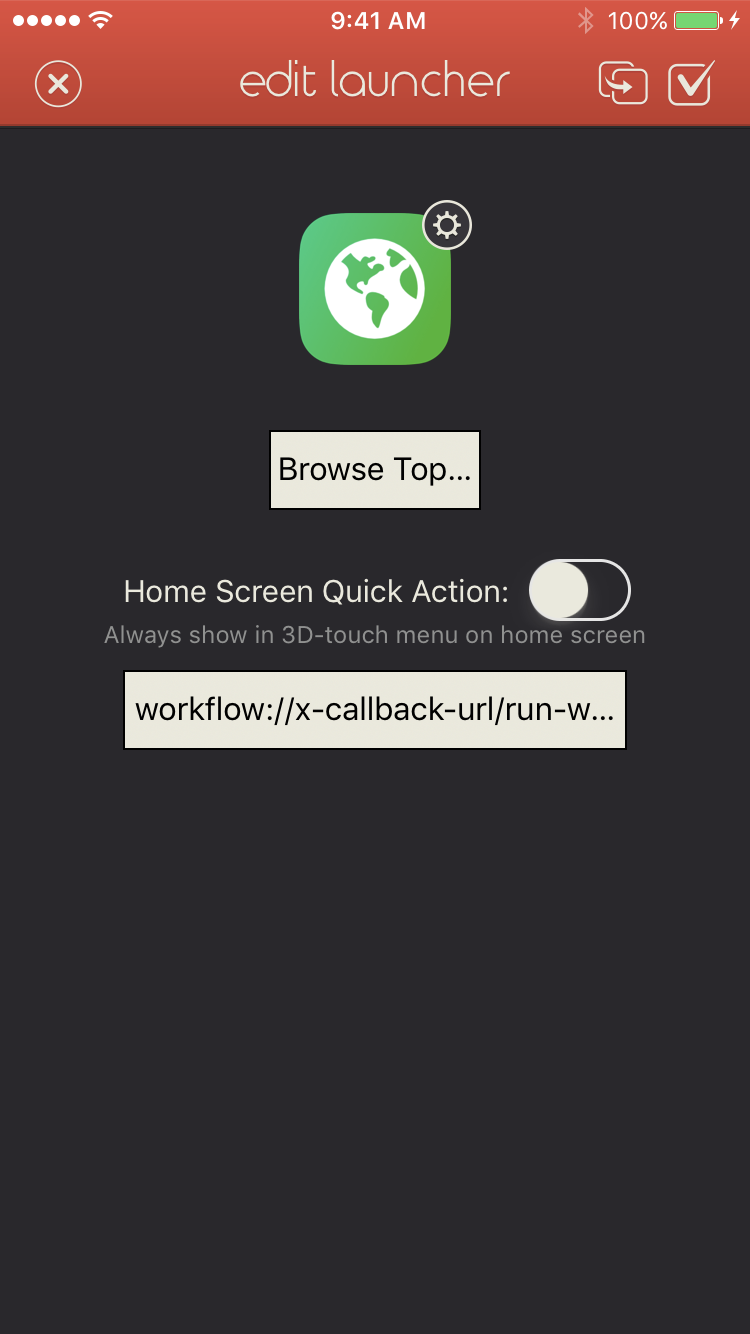 9:41 AM 100%
edit launcher
Browse Top...
Home Screen Quick Action:
Always show in 3D-touch menu on home screen
workflow://x-callback-url/run-w...